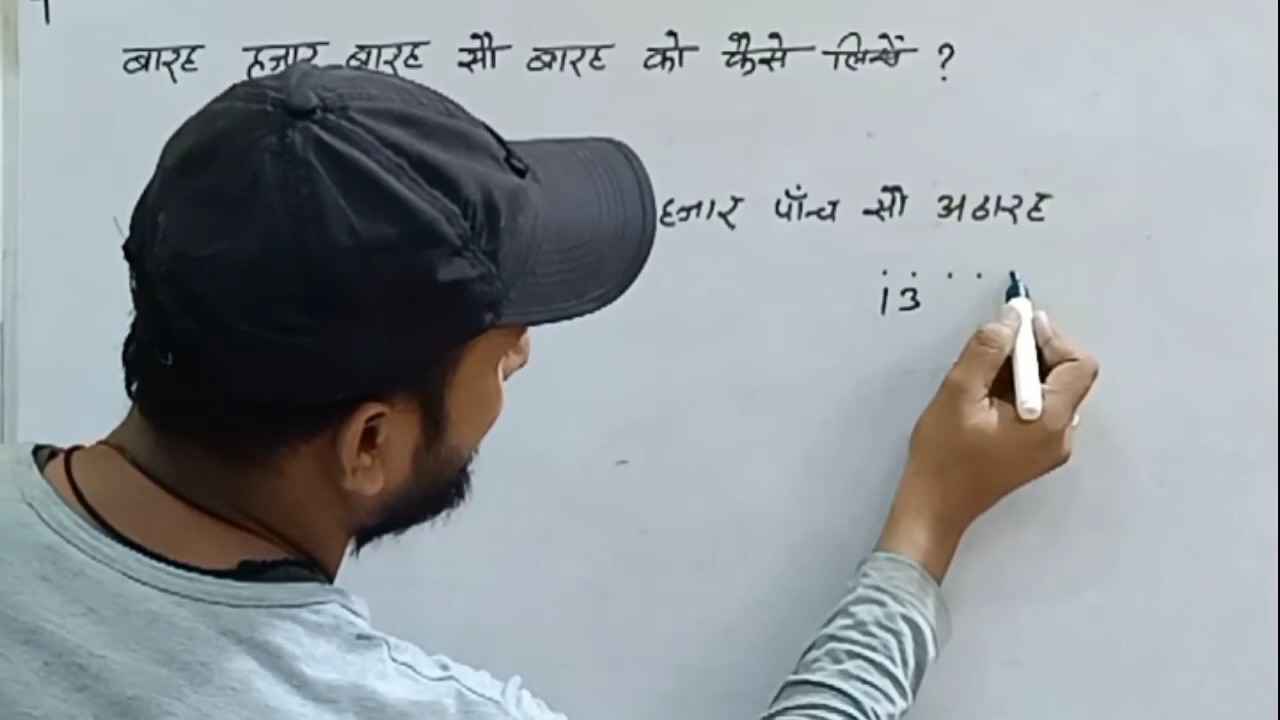 बारह हजार बारह सौ बारह को कैसे लिखें ?
हजार पाँच सौ अठारह
13